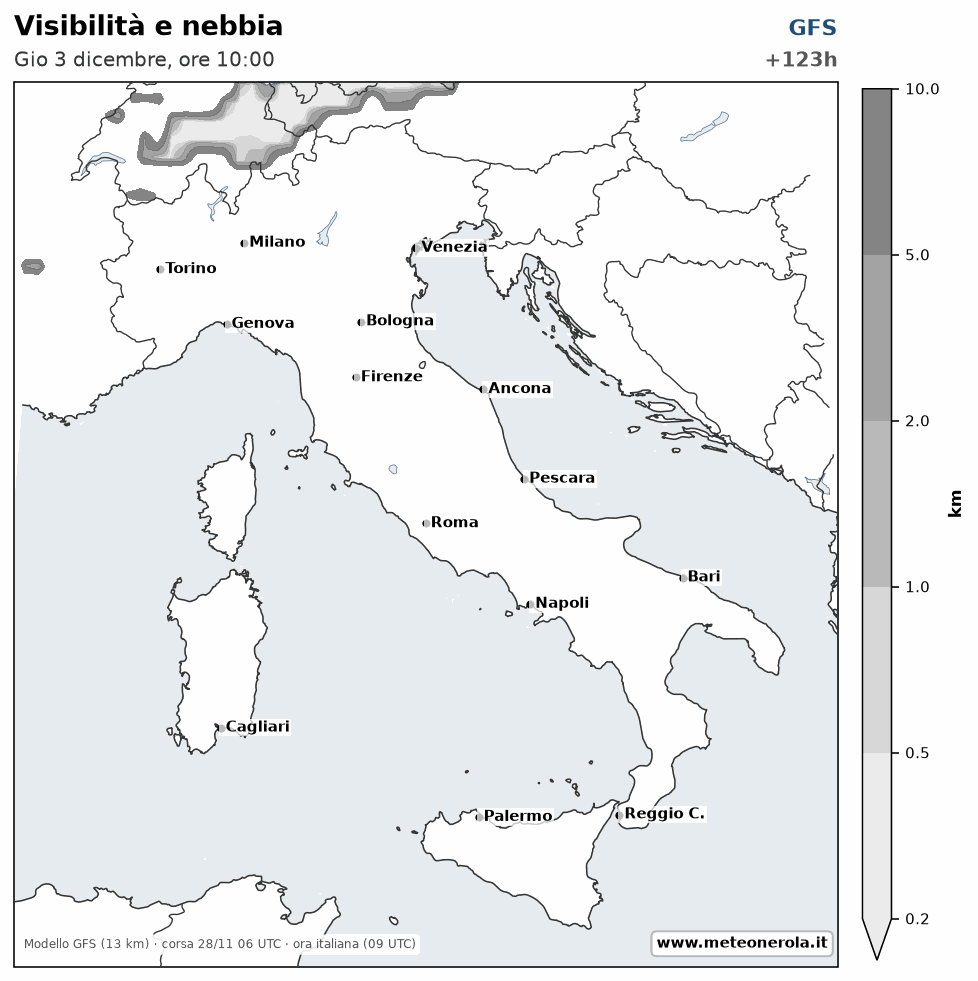 Visibilità e nebbia
GFS
Gio 3 dicembre, ore 10:00
+123h
10.0
Venezia
Milano
5.0
Torino
Bologna
Genova
Firenze
Ancona
2.0
Pescara
km
Roma
Bari
1.0
Napoli
Cagliari
0.5
Reggio C.
Palermo
0.2
Modello GFS (13 km) · corsa 28/11 06 UTC · ora italiana (09 UTC)
www.meteonerola.it